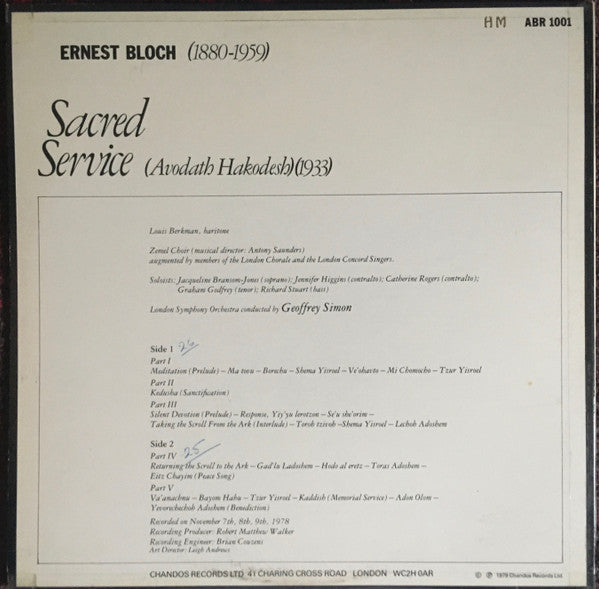 HM ABR 1001
ERNEST BLOCH (1880-1959)
Sacred
Service (Avodath Hakodesh)(1933)
Louis Berkman, baritone
Zemel Choir (musical director: Antony Saunders)
augmented by members of the London Chorale and the London Concord Singers.
Soloists: Jacqueline Bransom-Jones (soprano); Jennifer Higgins (contralto); Catherine Rogers (contralto);
Graham Godfrey (tenor); Richard Stuart (bass)
London Symphony Orchestra conducted by Geoffrey Simon
Side 1 26
Part I
Meditation (Prelude) – Ma tovu – Borechu – Shema Yisroel – Ve'ohavto – Mi Chomocho – Tzur Yisroel
Part II
Kedusha (Sanctification)
Part III
Silent Devotion (Prelude) – Response, Yiy'yu lerotzon – Se'u she'orim –
Taking the Scroll From the Ark (Interlude) – Toroh tzivoh –Shema Yisroel – Lechoh Adoshem
Side 2
Part IV 25
Returning the Scroll to the Ark – Gad'lu Ladoshem – Hodo al eretz – Toras Adoshem –
Eitz Chayim (Peace Song)
Part V
Va'anachnu – Bayom Hahu – Tzur Yisroel – Kaddish (Memorial Service) – Adon Olom –
Yevorechechoh Adoshem (Benediction)
Recorded on November 7th, 8th, 9th, 1978
Recording Producer: Robert Matthew Walker
Recording Engineer: Brian Couzens
Art Director: Leigh Andrews
CHANDOS RECORDS LTD, 41 CHARING CROSS ROAD LONDON WC2H 0AR © ℗ 1979 Chandos Records Ltd.